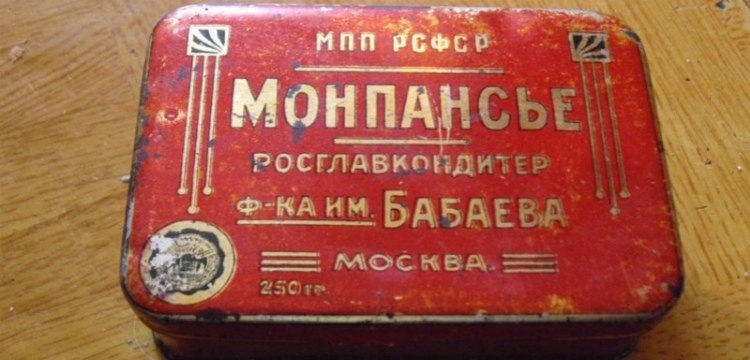 МПП РСФСР
МОНПАНСЬЕ
РОСГЛАВКОНДИТЕР
Ф-КА ИМ. БАБАЕВА
МОСКВА
250 гр.